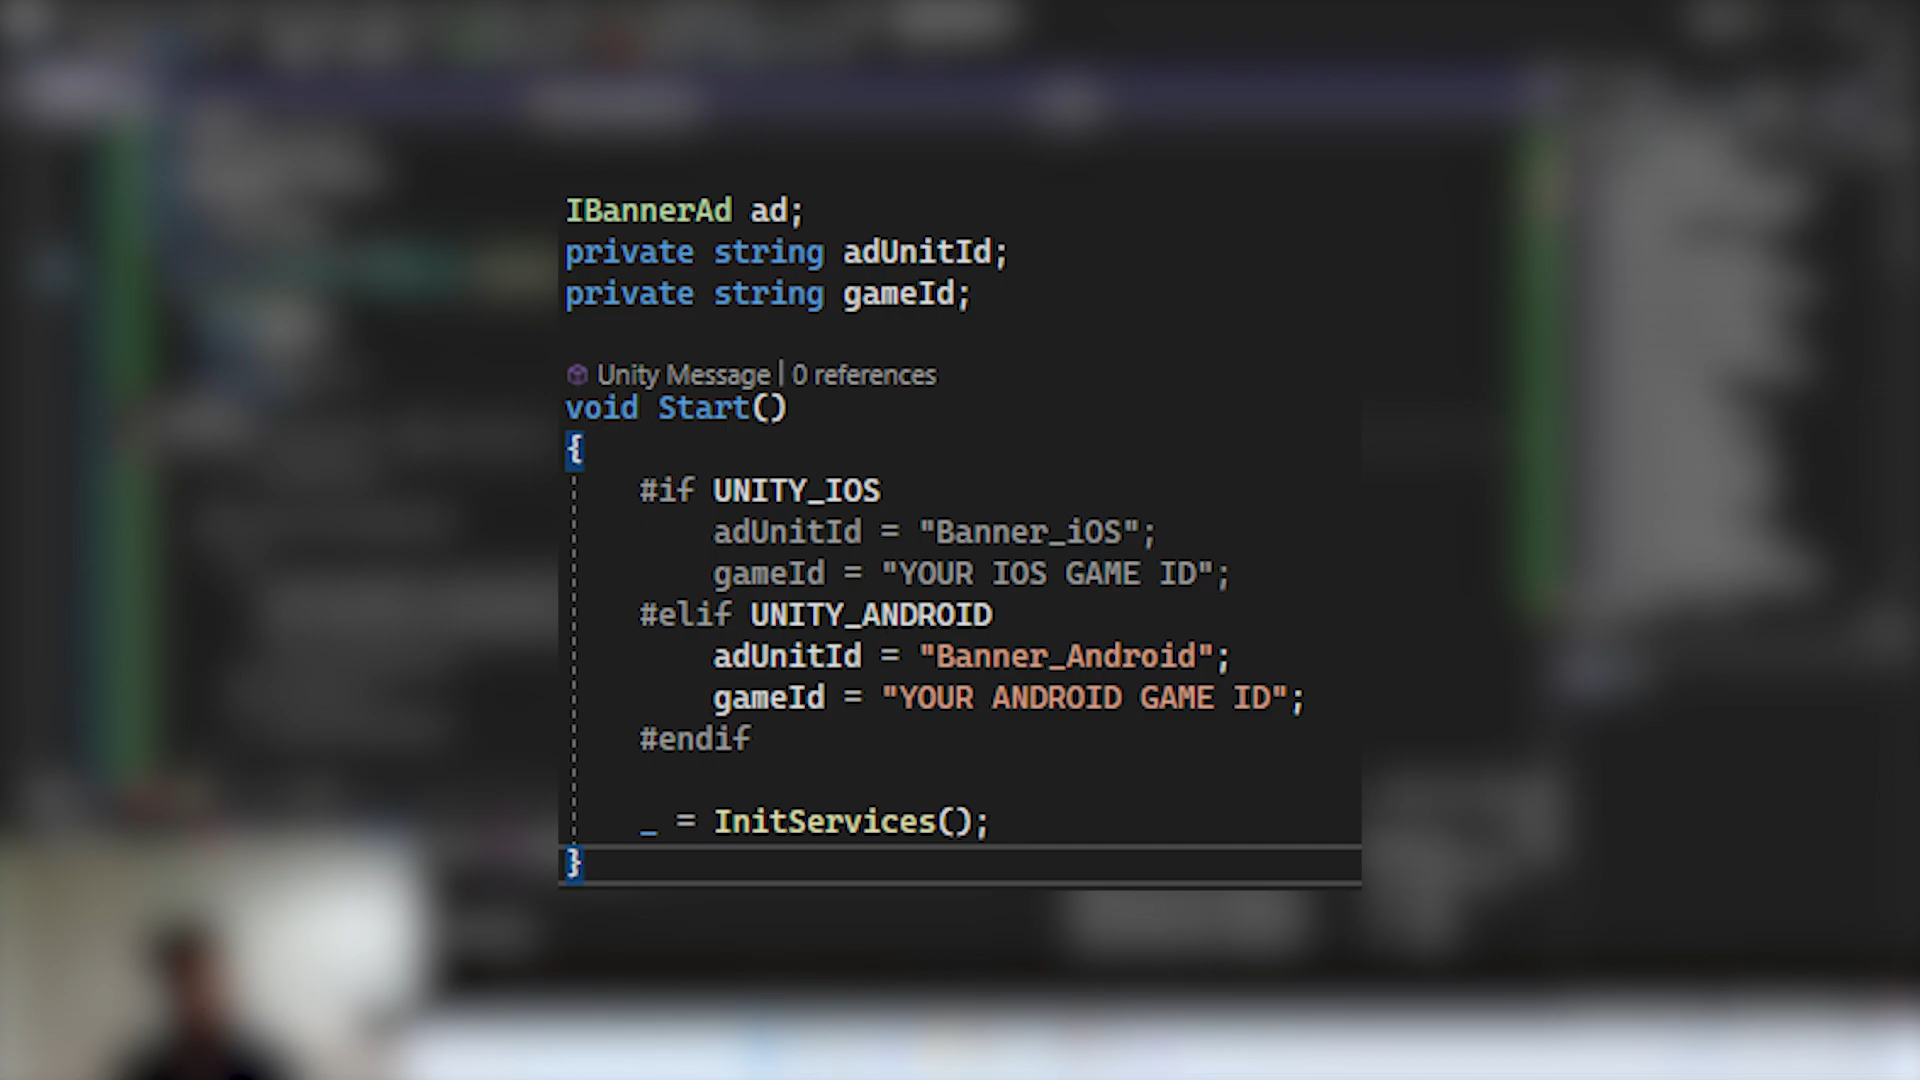 IBannerAd ad;
private string adUnitId;
private string gameId;
Unity Message | 0 references
void Start()
{
#if UNITY_IOS
adUnitId = "Banner_iOS";
gameId = "YOUR IOS GAME ID";
#elif UNITY_ANDROID
adUnitId = "Banner_Android";
gameId = "YOUR ANDROID GAME ID";
#endif
_ = InitServices();
}